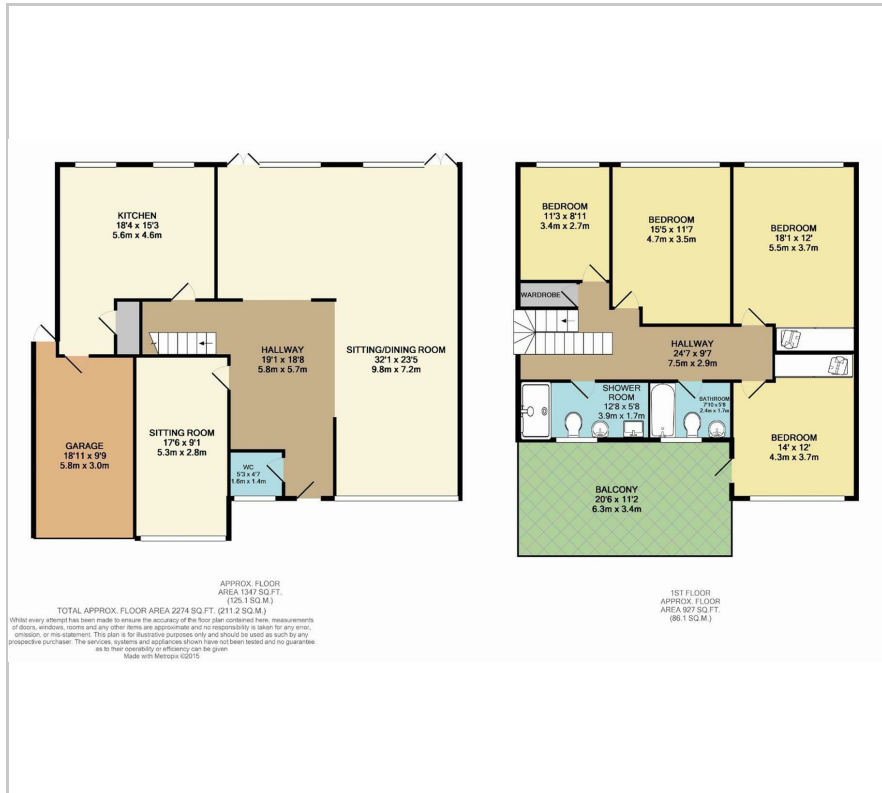 KITCHEN
18'4 x 15'3
5.6m x 4.6m
HALLWAY
19'1 x 18'8
5.8m x 5.7m
SITTING/DINING ROOM
32'1 x 23'5
9.8m x 7.2m
GARAGE
18'11 x 9'9
5.8m x 3.0m
SITTING ROOM
17'6 x 9'1
5.3m x 2.8m
WC
5'3 x 4'7
1.6m x 1.4m
BEDROOM
11'3 x 8'11
3.4m x 2.7m
BEDROOM
15'5 x 11'7
4.7m x 3.5m
BEDROOM
18'1 x 12'
5.5m x 3.7m
WARDROBE
HALLWAY
24'7 x 9'7
7.5m x 2.9m
SHOWER
ROOM
12'8 x 5'8
3.9m x 1.7m
BATHROOM
7'10 x 5'8
2.4m x 1.7m
BEDROOM
14' x 12'
4.3m x 3.7m
BALCONY
20'6 x 11'2
6.3m x 3.4m
APPROX. FLOOR
AREA 1347 SQ.FT.
(125.1 SQ.M.)
1ST FLOOR
APPROX. FLOOR
AREA 927 SQ.FT.
(86.1 SQ.M.)
TOTAL APPROX. FLOOR AREA 2274 SQ.FT. (211.2 SQ.M.)
Whilst every attempt has been made to ensure the accuracy of the floor plan contained here, measurements
of doors, windows, rooms and any other items are approximate and no responsibility is taken for any error,
omission, or mis-statement. This plan is for illustrative purposes only and should be used as such by any
prospective purchaser. The services, systems and appliances shown have not been tested and no guarantee
as to their operability or efficiency can be given
Made with Metropix ©2015